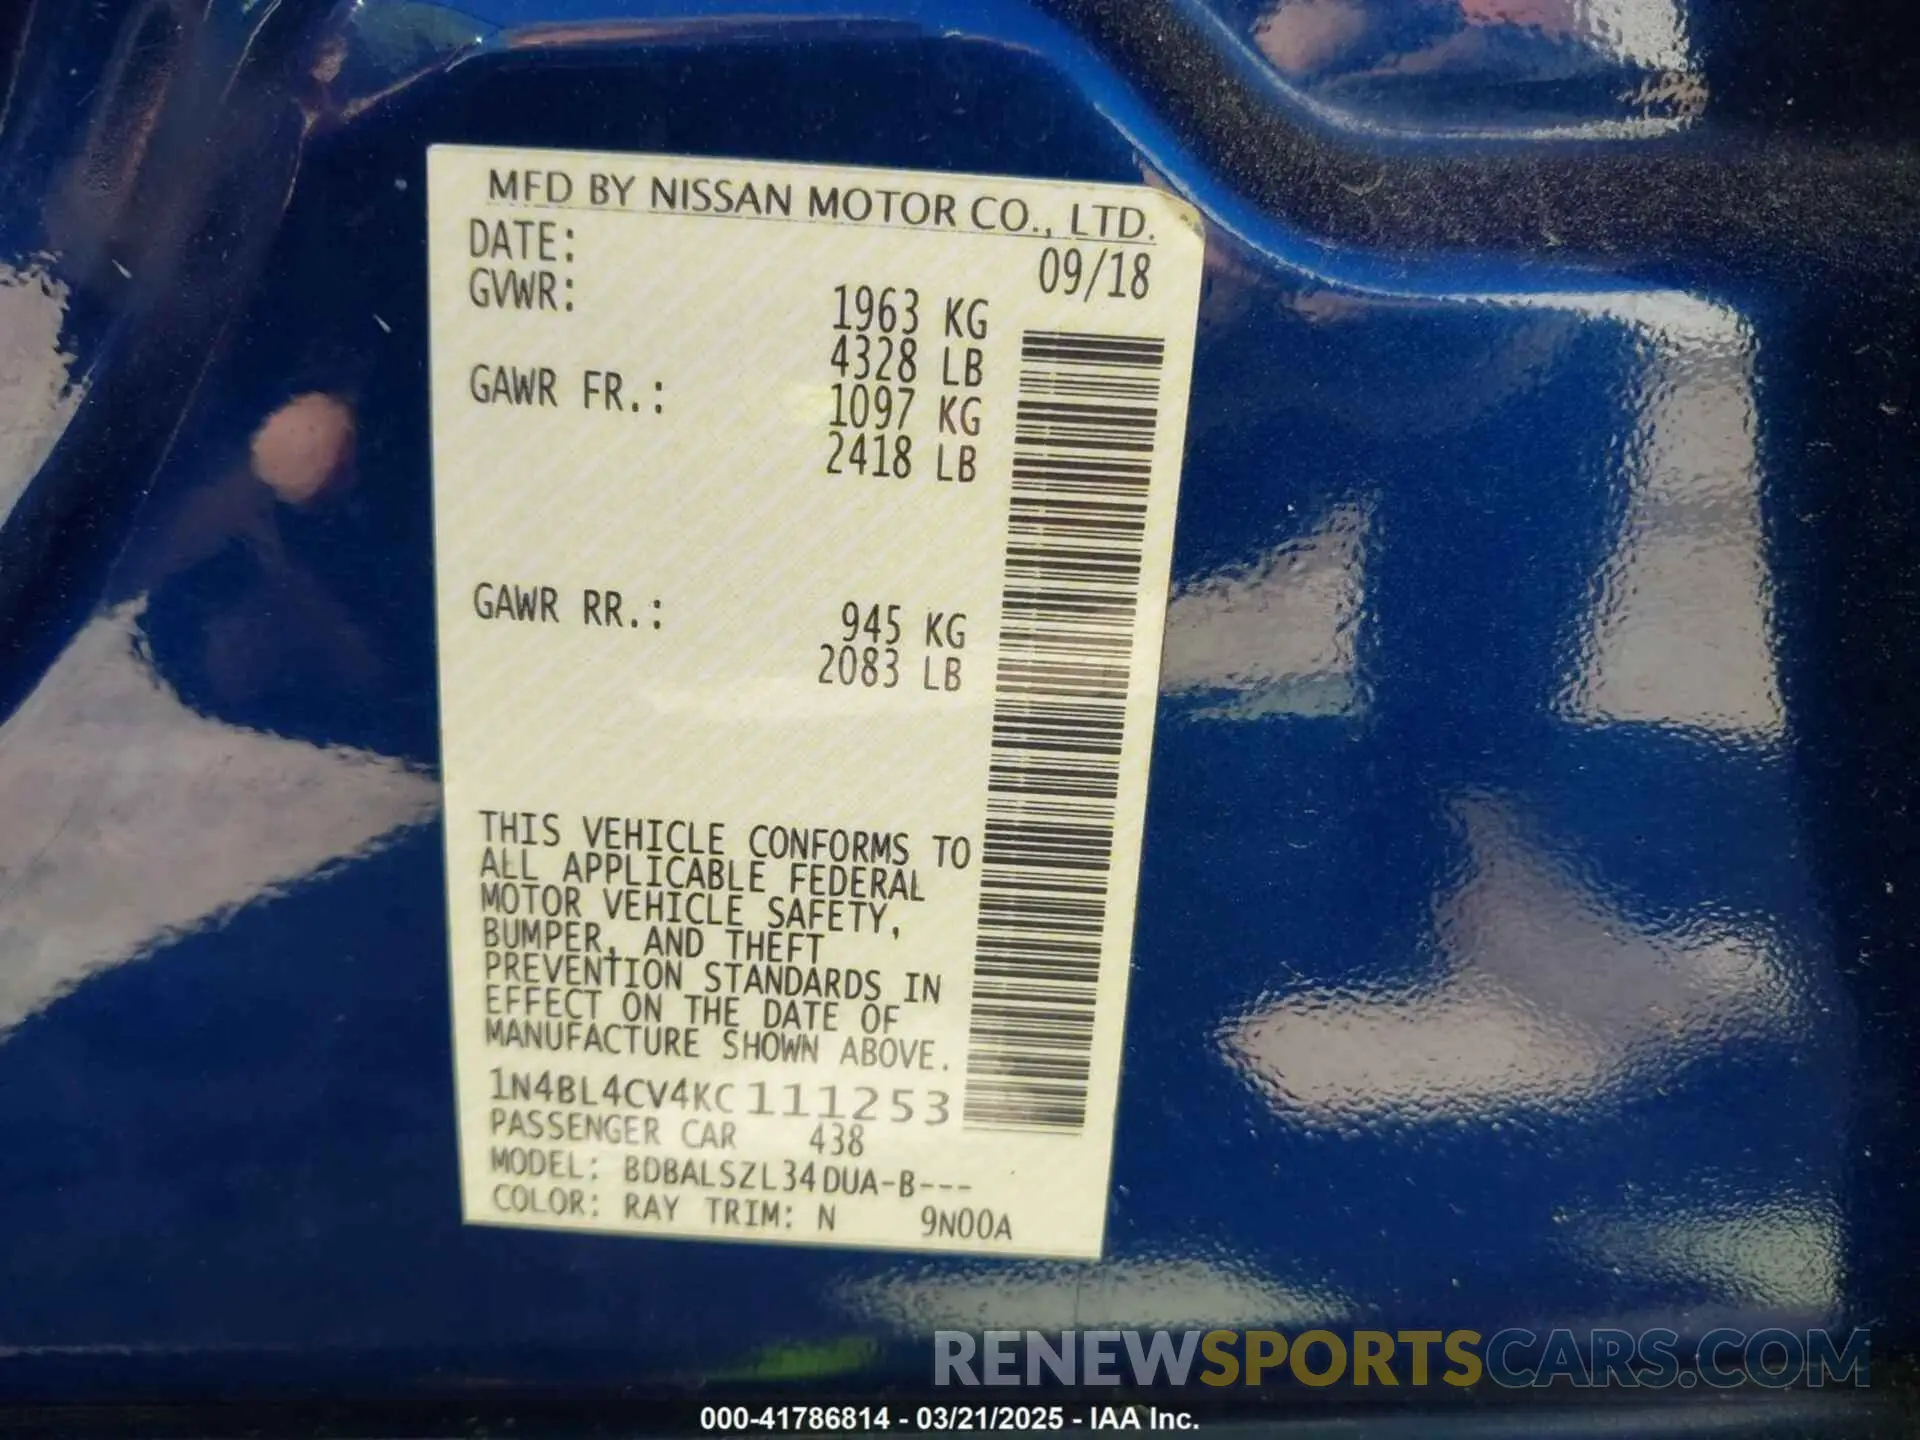 MFD BY NISSAN MOTOR CO., LTD.
DATE: 09/18
GVWR: 1963 KG
4328 LB
GAWR FR.: 1097 KG
2418 LB
GAWR RR.: 945 KG
2083 LB
THIS VEHICLE CONFORMS TO
ALL APPLICABLE FEDERAL
MOTOR VEHICLE SAFETY,
BUMPER, AND THEFT
PREVENTION STANDARDS IN
EFFECT ON THE DATE OF
MANUFACTURE SHOWN ABOVE.
1N4BL4CV4KC111253
PASSENGER CAR 438
MODEL: BDBALSZL34DUA-B---
COLOR: RAY TRIM: N 9N00A
RENEWSPORTSCARS.COM
000-41786814 - 03/21/2025 - IAA Inc.